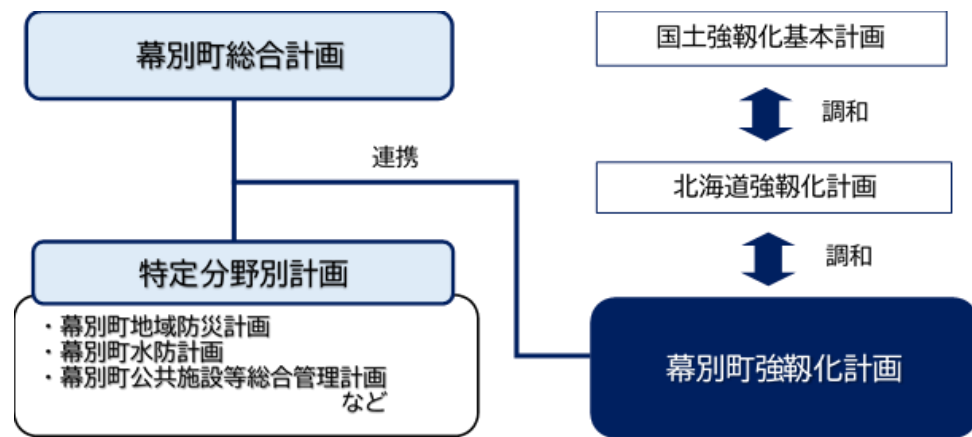 幕別町総合計画
国土強靱化基本計画
調和
連携
北海道強靱化計画
調和
特定分野別計画
・幕別町地域防災計画
・幕別町水防計画
・幕別町公共施設等総合管理計画
など
幕別町強靱化計画